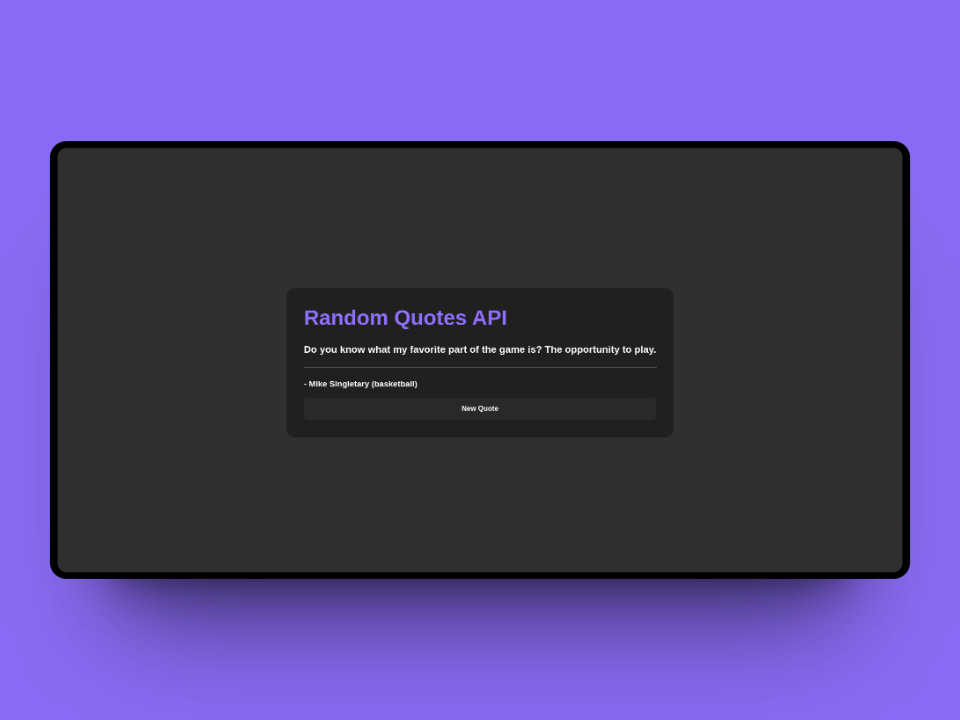 Random Quotes API
Do you know what my favorite part of the game is? The opportunity to play.
- Mike Singletary (basketball)
New Quote